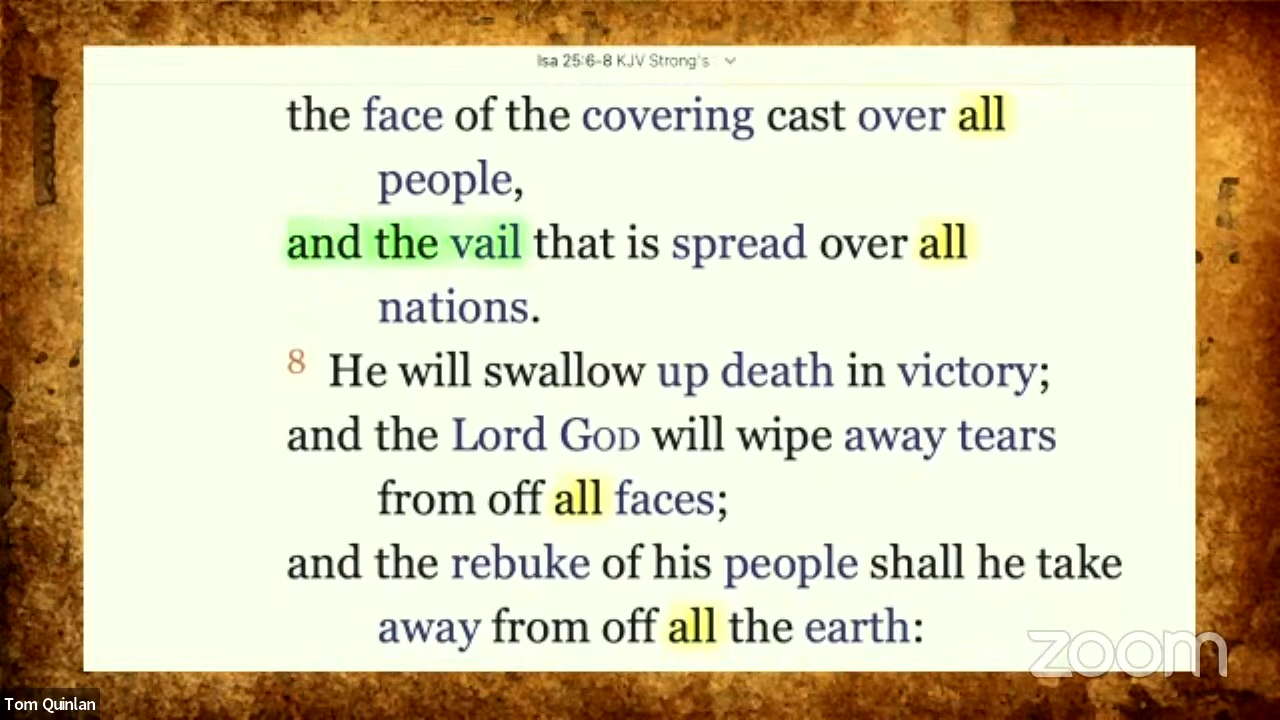 Isa 25:6-8 KJV Strong's
the face of the covering cast over all
people,
and the vail that is spread over all
nations.
8 He will swallow up death in victory;
and the Lord GOD will wipe away tears
from off all faces;
and the rebuke of his people shall he take
away from off all the earth:
zoom
Tom Quinlan